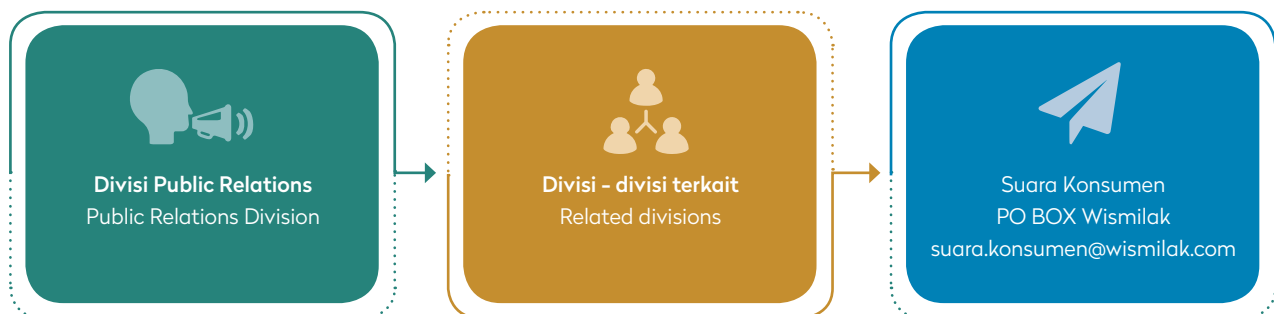 Divisi Public Relations
Public Relations Division
Divisi - divisi terkait
Related divisions
Suara Konsumen
PO BOX Wismilak
suara.konsumen@wismilak.com